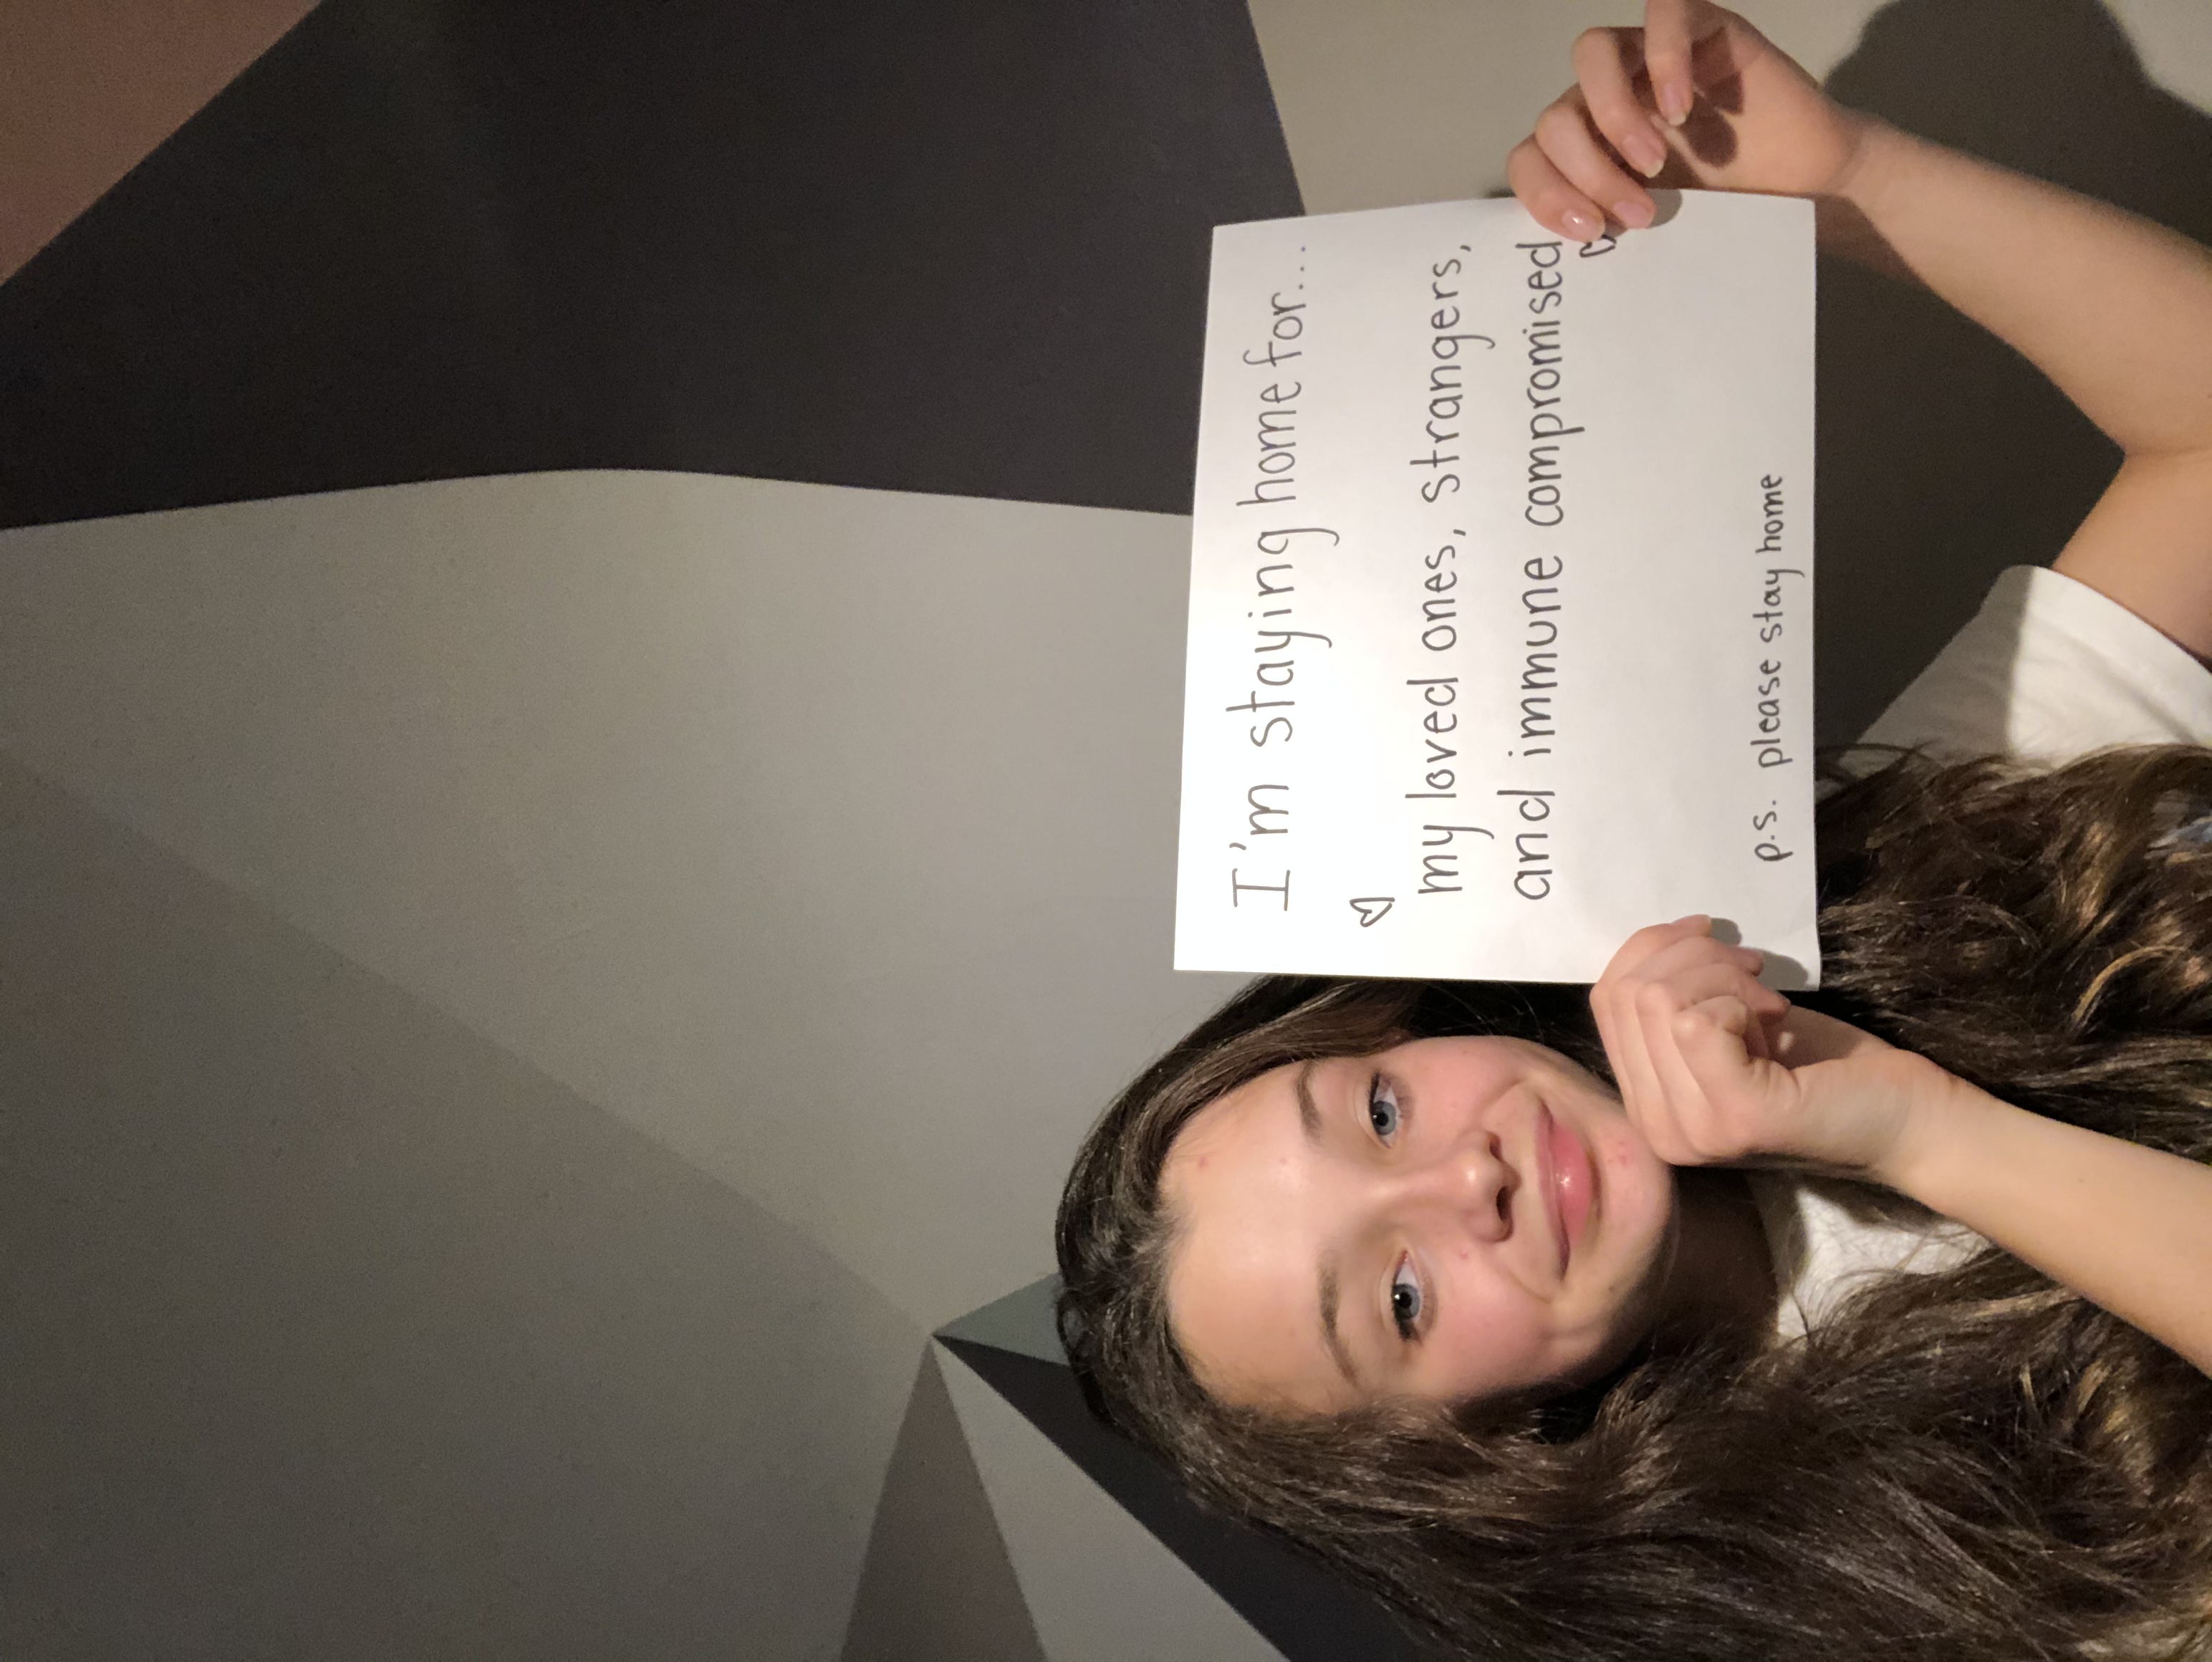 I'm staying home for...
my loved ones, strangers,
and immune compromised
p.s. please stay home